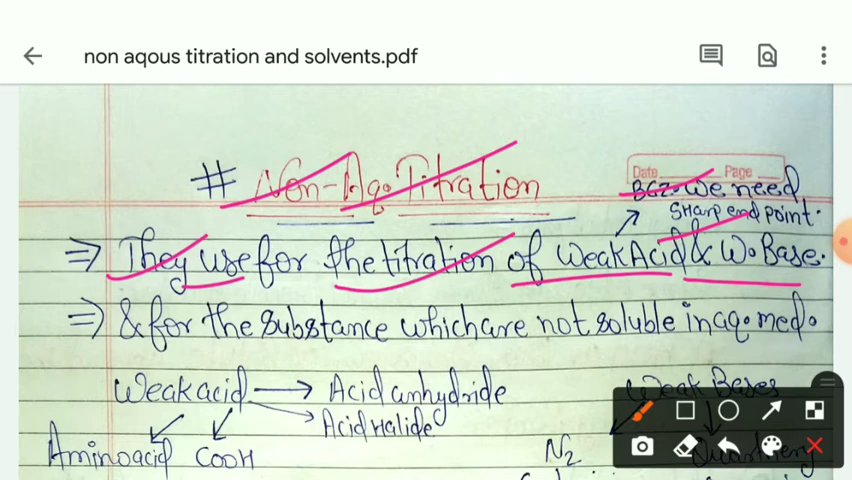 non aqous titration and solvents.pdf
Date Page
# Non-Aq. Titration
BCZ. We need
Sharp end point.
⇒ They use for the titration of Weak Acid & W. Base.
⇒ & for the substance which are not soluble in aq. med.
Weak acid → Acid anhydride
→ Acid Halide
Weak Bases
Aminoacid COOH
N2